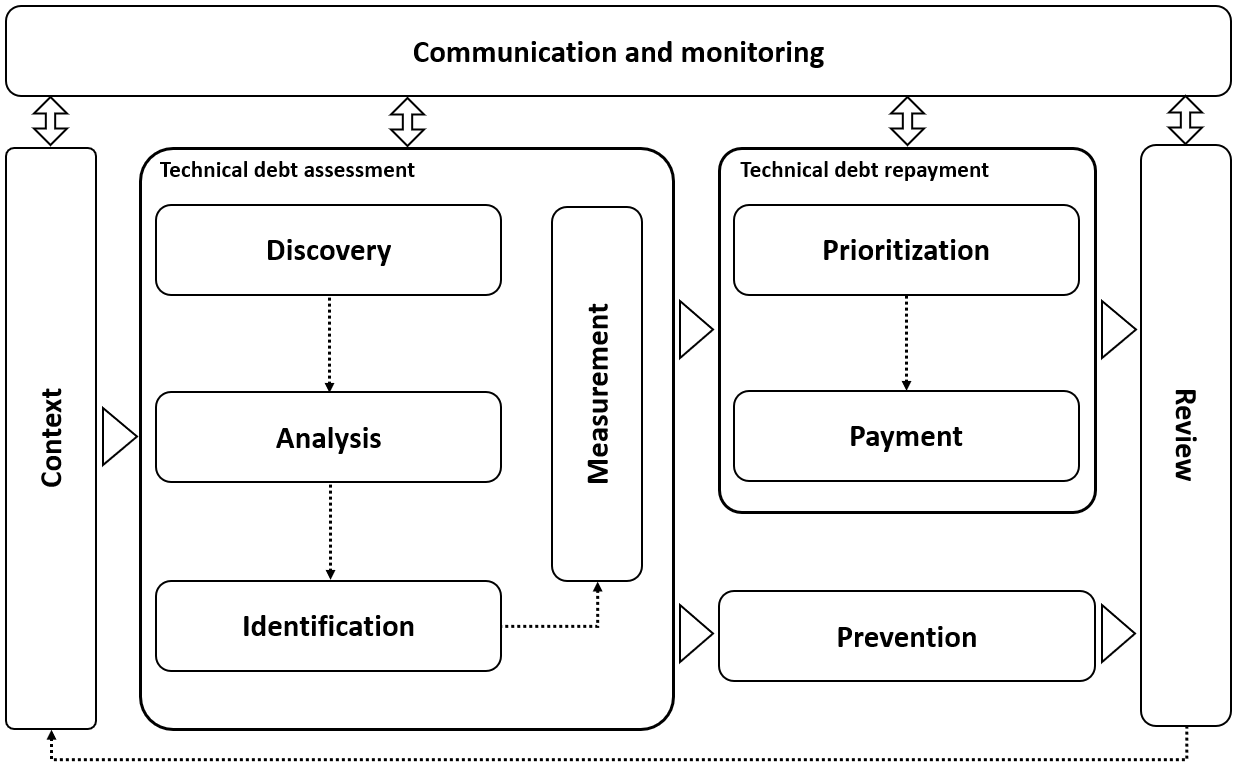 Communication and monitoring
Context
Technical debt assessment
Discovery
Analysis
Identification
Measurement
Technical debt repayment
Prioritization
Payment
Prevention
Review